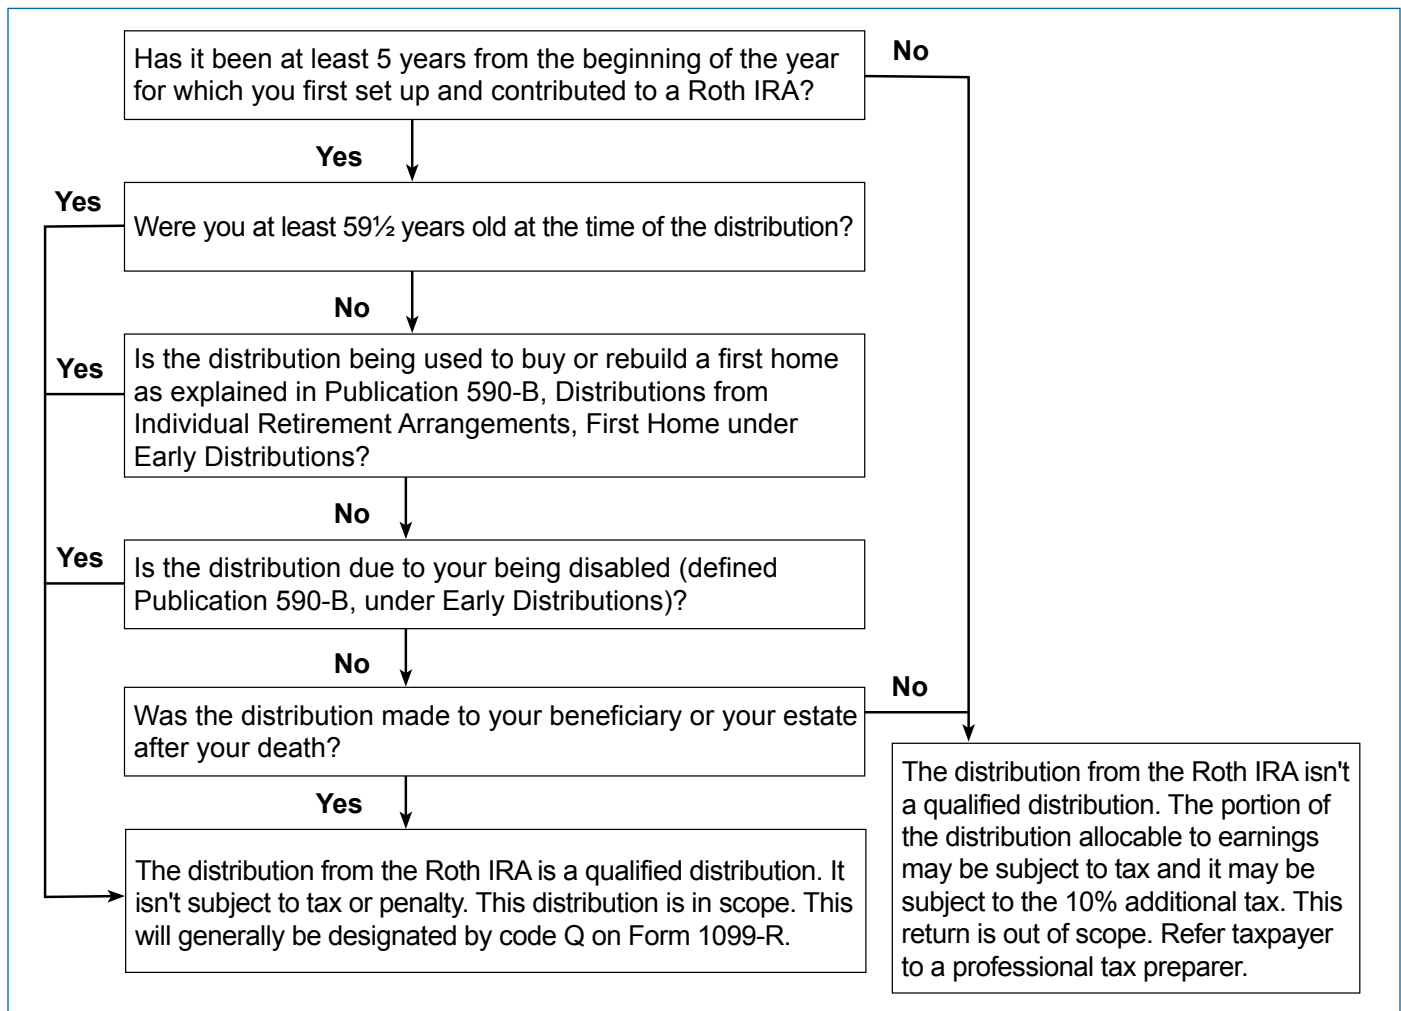 Has it been at least 5 years from the beginning of the year
for which you first set up and contributed to a Roth IRA?
No
Yes
Yes
Were you at least 59½ years old at the time of the distribution?
No
Yes
Is the distribution being used to buy or rebuild a first home
as explained in Publication 590-B, Distributions from
Individual Retirement Arrangements, First Home under
Early Distributions?
No
Yes
Is the distribution due to your being disabled (defined
Publication 590-B, under Early Distributions)?
No
No
Was the distribution made to your beneficiary or your estate
after your death?
Yes
The distribution from the Roth IRA is a qualified distribution. It
isn't subject to tax or penalty. This distribution is in scope. This
will generally be designated by code Q on Form 1099-R.
The distribution from the Roth IRA isn't
a qualified distribution. The portion of
the distribution allocable to earnings
may be subject to tax and it may be
subject to the 10% additional tax. This
return is out of scope. Refer taxpayer
to a professional tax preparer.